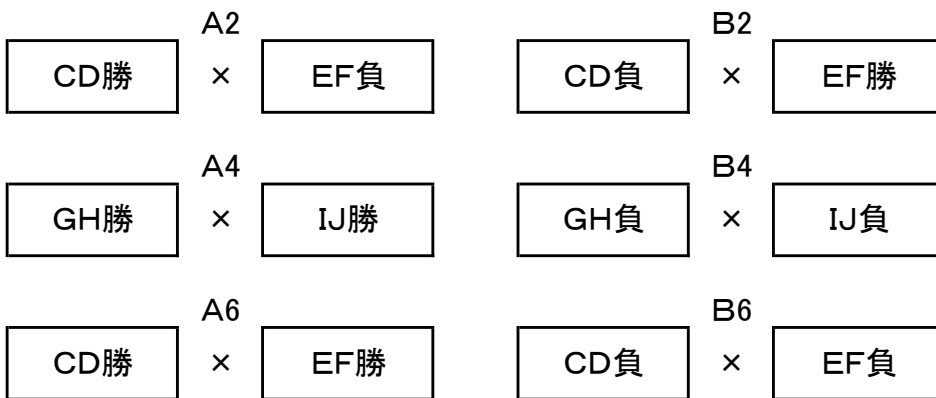 A2 B2
CD勝 × EF負 CD負 × EF勝
A4 B4
GH勝 × IJ勝 GH負 × IJ負
A6 B6
CD勝 × EF勝 CD負 × EF負